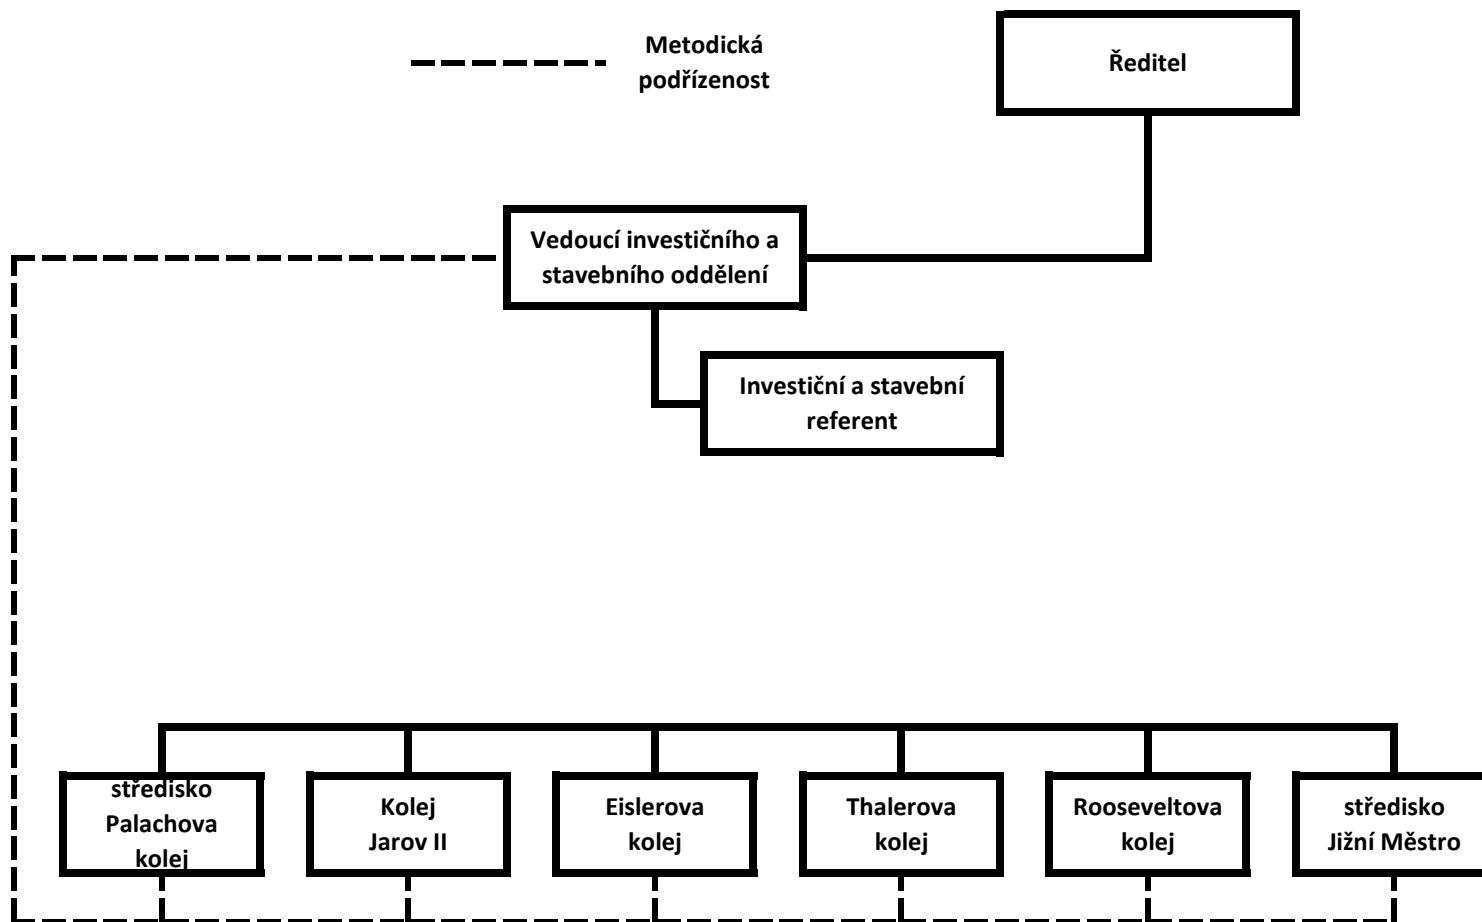 Metodická
podřízenost
Ředitel
Vedoucí investičního a
stavebního oddělení
Investiční a stavební
referent
středisko
Palachova
kolej
Kolej
Jarov II
Eislerova
kolej
Thalerova
kolej
Rooseveltova
kolej
středisko
Jižní Městro